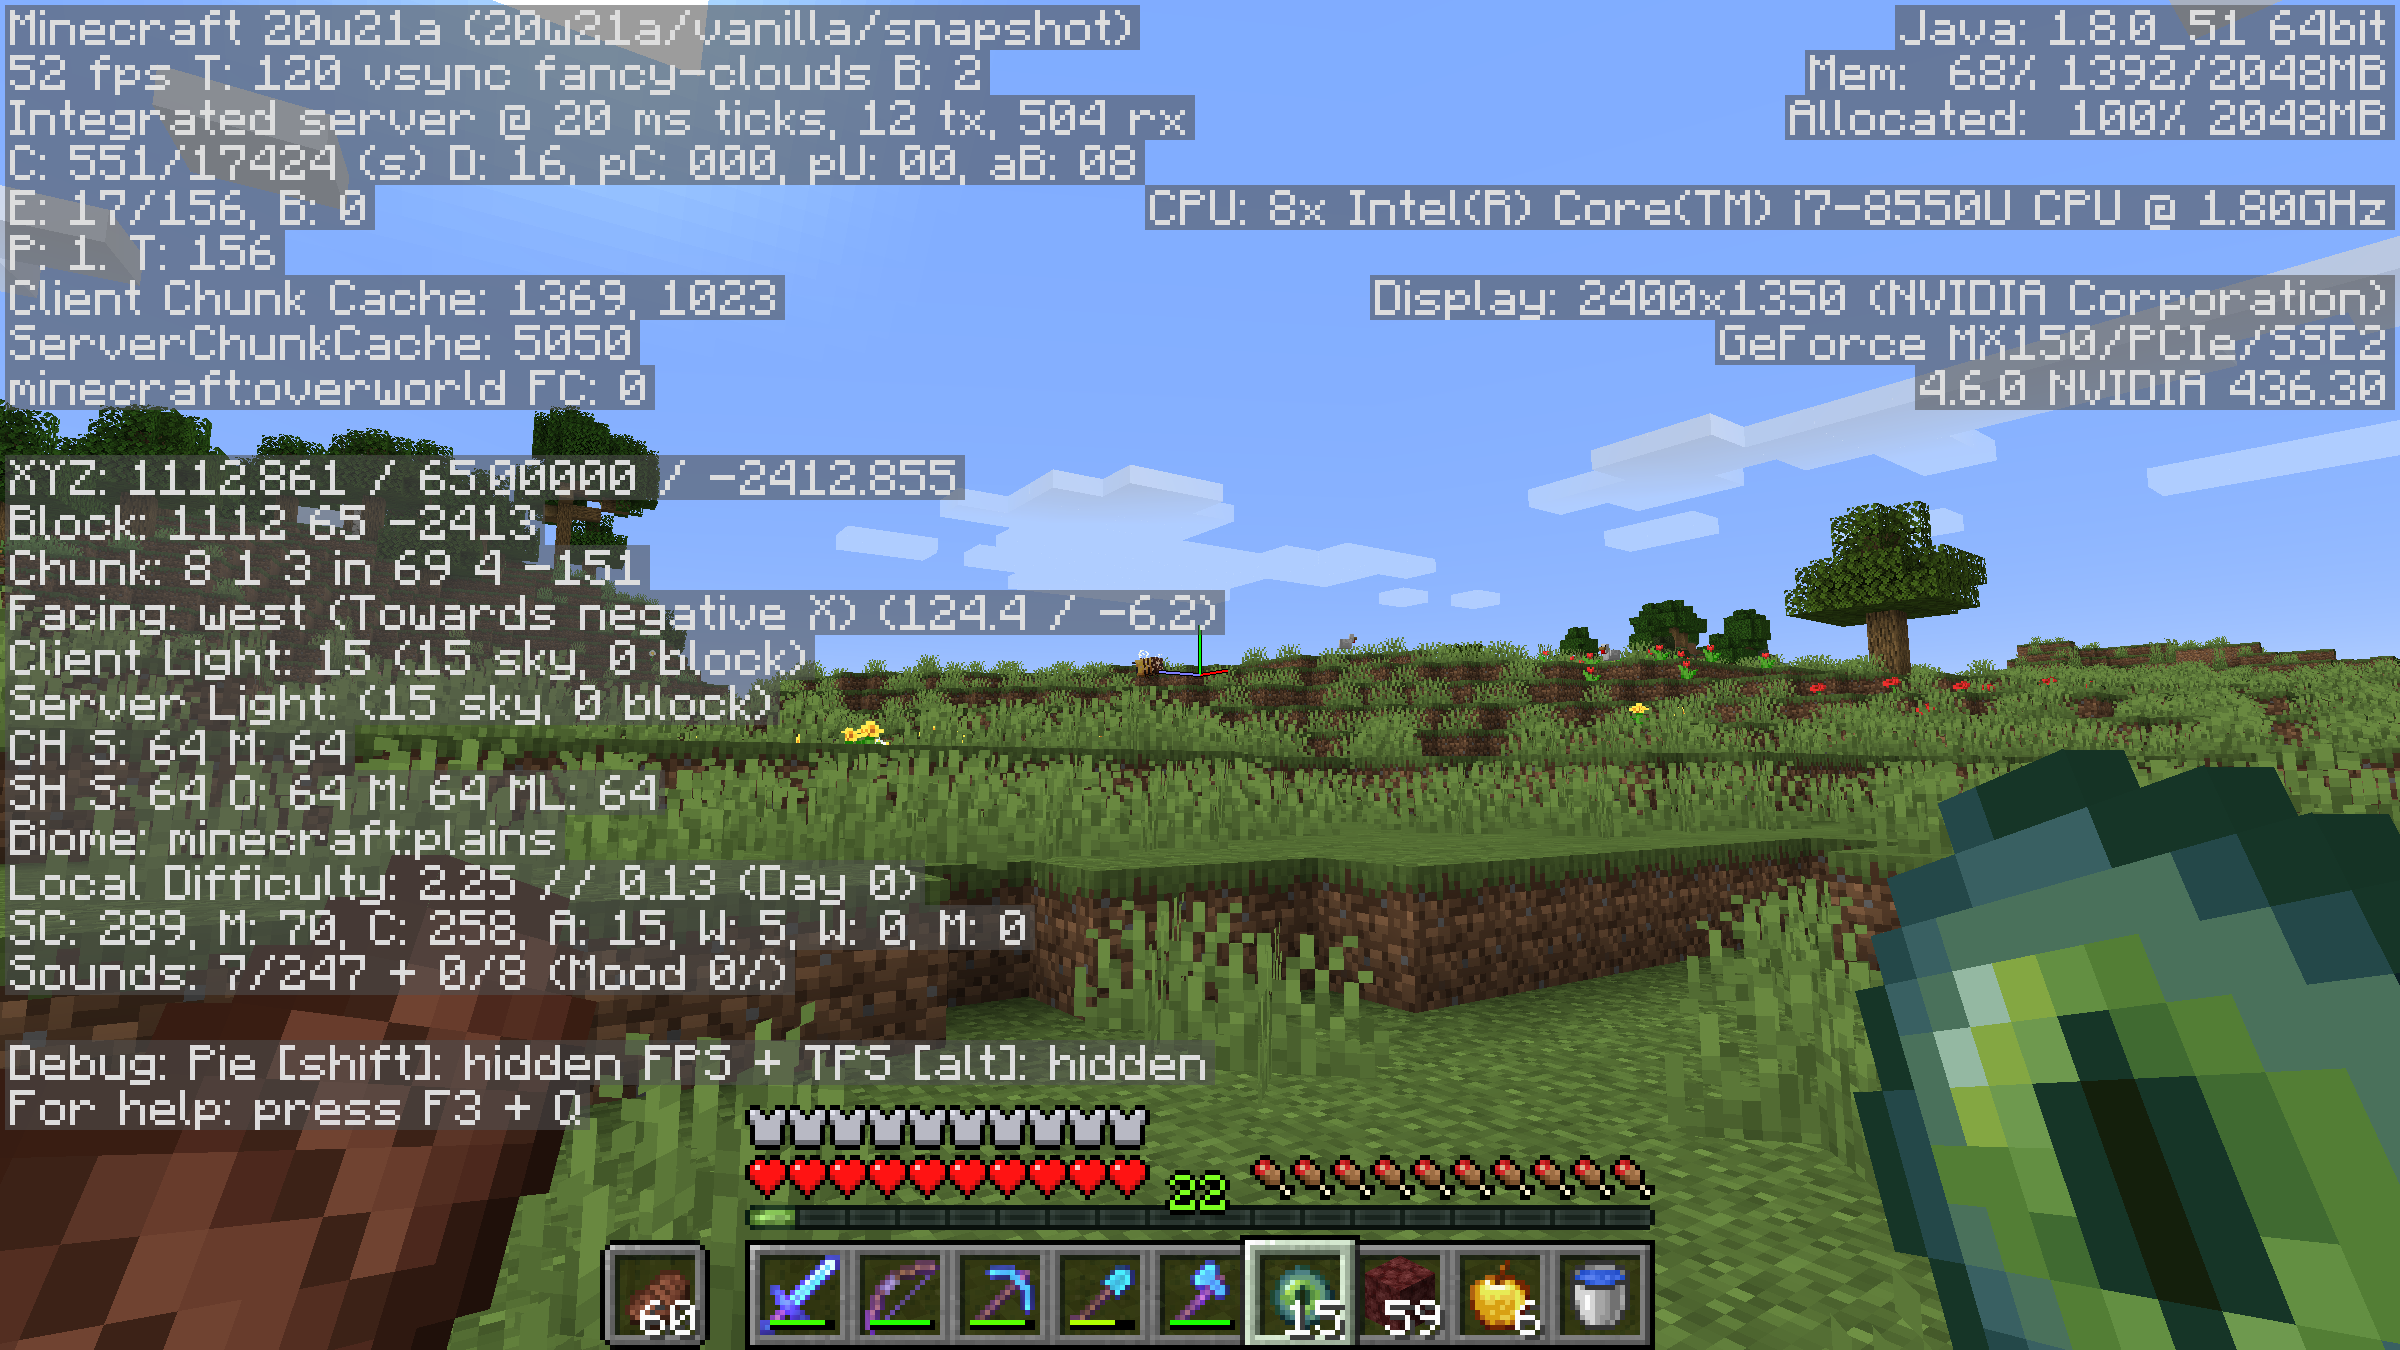 Minecraft 20w21a (20w21a/vanilla/snapshot)
52 fps T: 120 vsync fancy-clouds B: 2
Integrated server @ 20 ms ticks, 12 tx, 504 rx
C: 551/17424 (s) D: 16, pC: 000, pU: 00, aB: 08
E: 17/156, B: 0
P: 1. T: 156
Client Chunk Cache: 1369, 1023
ServerChunkCache: 5050
minecraft:overworld FC: 0
XYZ: 1112.861 / 65.00000 / -2412.855
Block: 1112 65 -2413
Chunk: 8 1 3 in 69 4 -151
Facing: west (Towards negative X) (124.4 / -6.2)
Client Light: 15 (15 sky, 0 block)
Server Light: (15 sky, 0 block)
CH S: 64 M: 64
SH S: 64 O: 64 M: 64 ML: 64
Biome: minecraft:plains
Local Difficulty: 2.25 // 0.13 (Day 0)
SC: 289, M: 70, C: 258, A: 15, W: 5, W: 0, M: 0
Sounds: 7/247 + 0/8 (Mood 0%)
Debug: Pie [shift]: hidden FPS + TPS [alt]: hidden
For help: press F3 + Q
Java: 1.8.0_51 64bit
Mem: 68% 1392/2048MB
Allocated: 100% 2048MB
CPU: 8x Intel(R) Core(TM) i7-8550U CPU @ 1.80GHz
Display: 2400x1350 (NVIDIA Corporation)
GeForce MX150/PCIe/SSE2
4.6.0 NVIDIA 436.30
22
60 15 59 6